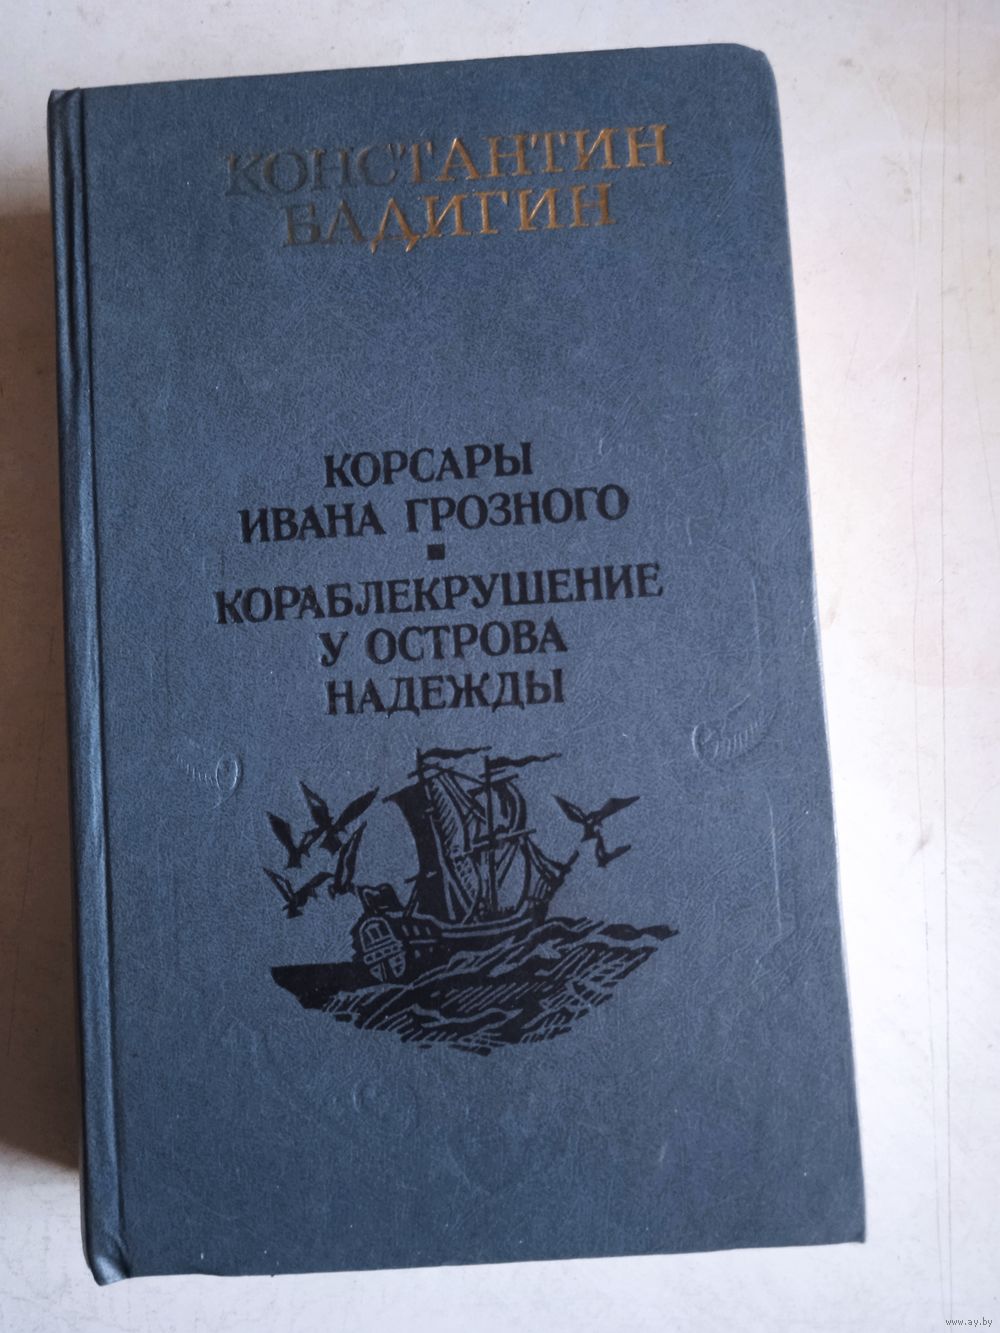 КОНСТАНТИН
БАДИГИН
КОРСАРЫ
ИВАНА ГРОЗНОГО
КОРАБЛЕКРУШЕНИЕ
У ОСТРОВА
НАДЕЖДЫ
www.ay.by